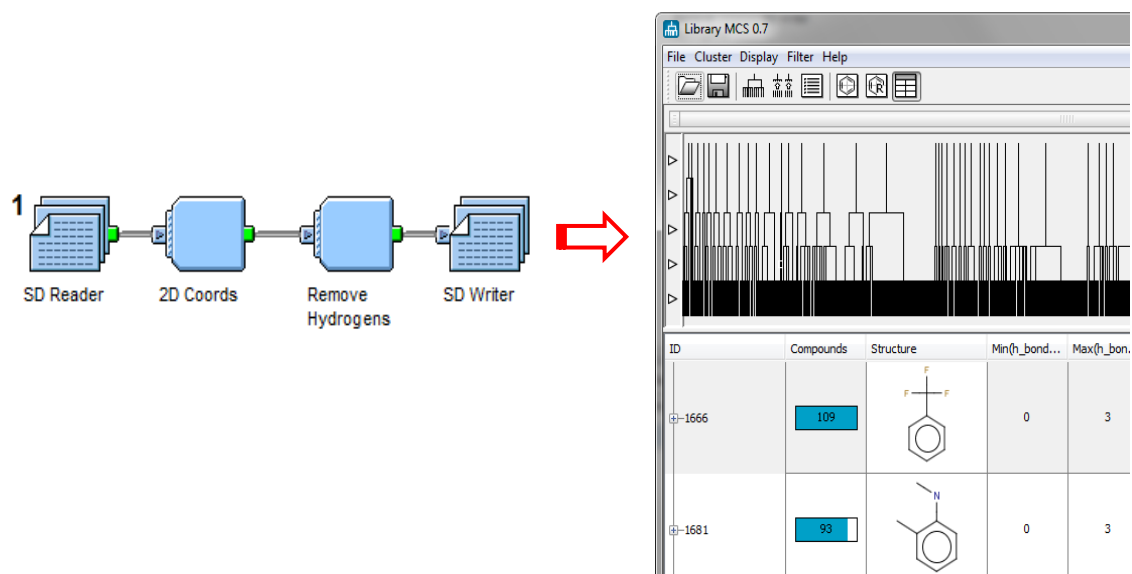 1
SD Reader
2D Coords
Remove
Hydrogens
SD Writer
Library MCS 0.7
File Cluster Display Filter Help
R
ID Compounds Structure Min(h_bond... Max(h_bon.
1666 109 0 3
F
F F
1681 93 0 3
N